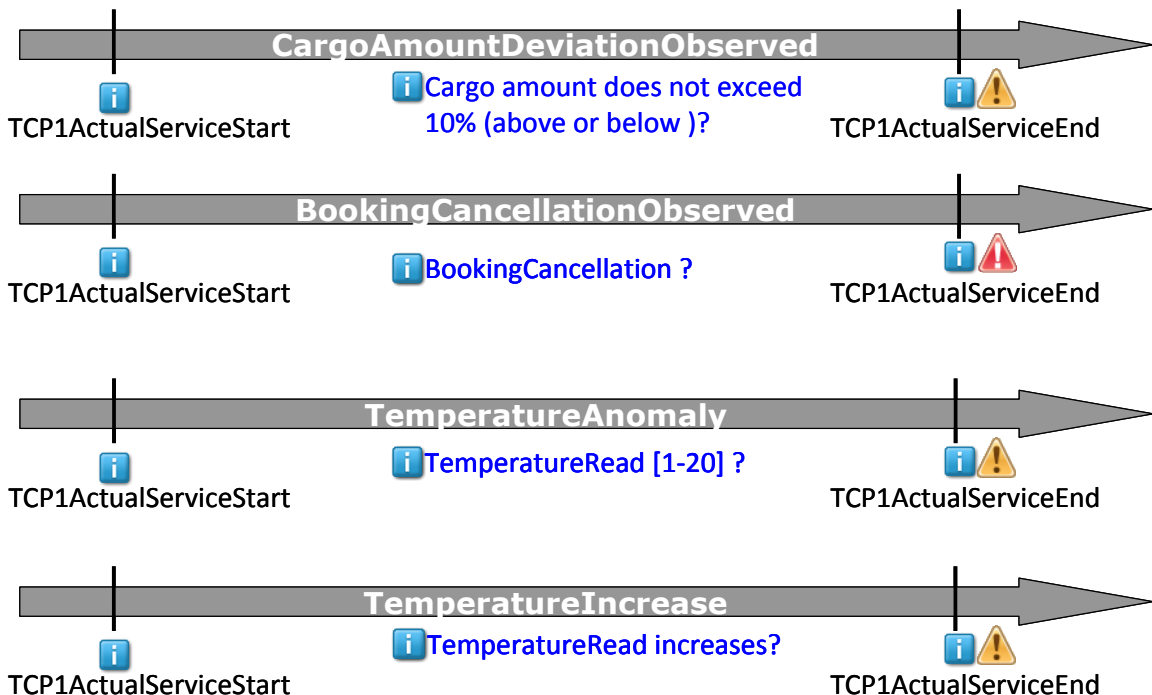 CargoAmountDeviationObserved
i Cargo amount does not exceed
10% (above or below )?
i
i
TCP1ActualServiceStart
TCP1ActualServiceEnd
BookingCancellationObserved
i
i BookingCancellation ?
i
TCP1ActualServiceStart
TCP1ActualServiceEnd
TemperatureAnomaly
i
i TemperatureRead [1-20] ?
i
TCP1ActualServiceStart
TCP1ActualServiceEnd
TemperatureIncrease
i
i TemperatureRead increases?
i
TCP1ActualServiceStart
TCP1ActualServiceEnd